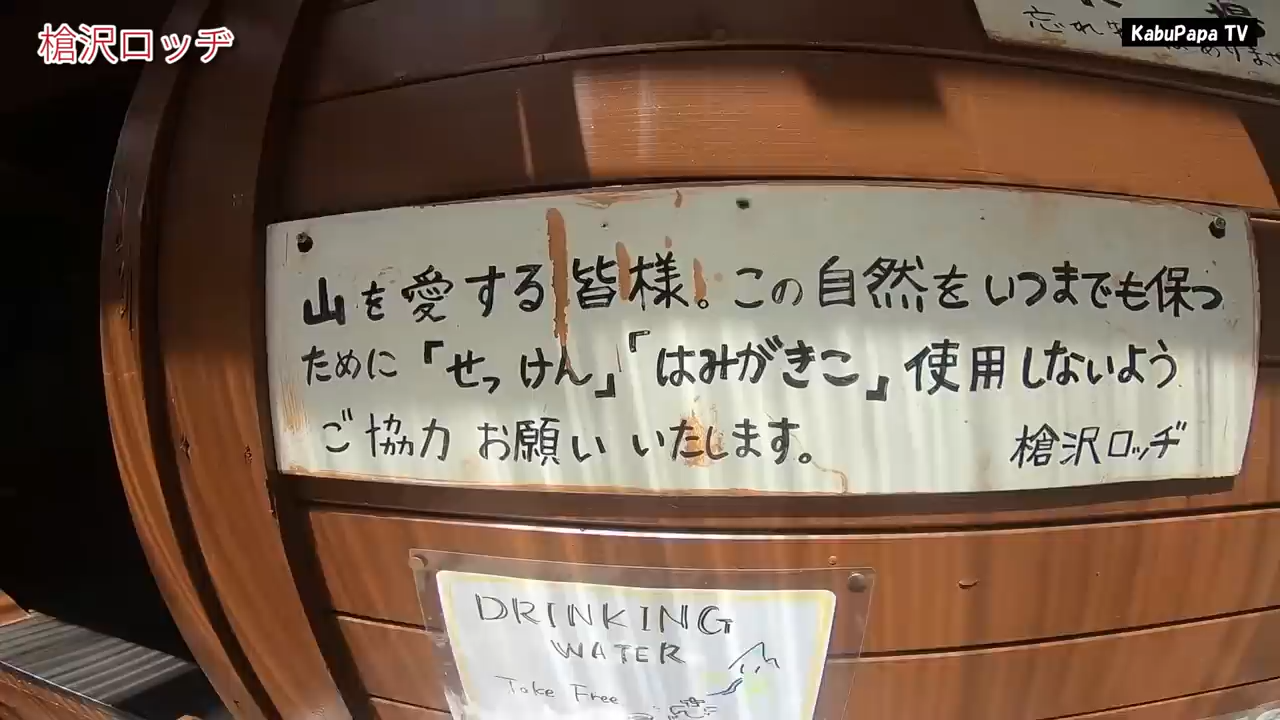 槍沢ロッヂ
KabuPapa TV
山を愛する皆様。この自然をいつまでも保つ
ために「せっけん」「はみがきこ」使用しないよう
ご協力お願いいたします。 槍沢ロッヂ
DRINKING
WATER
Take Free